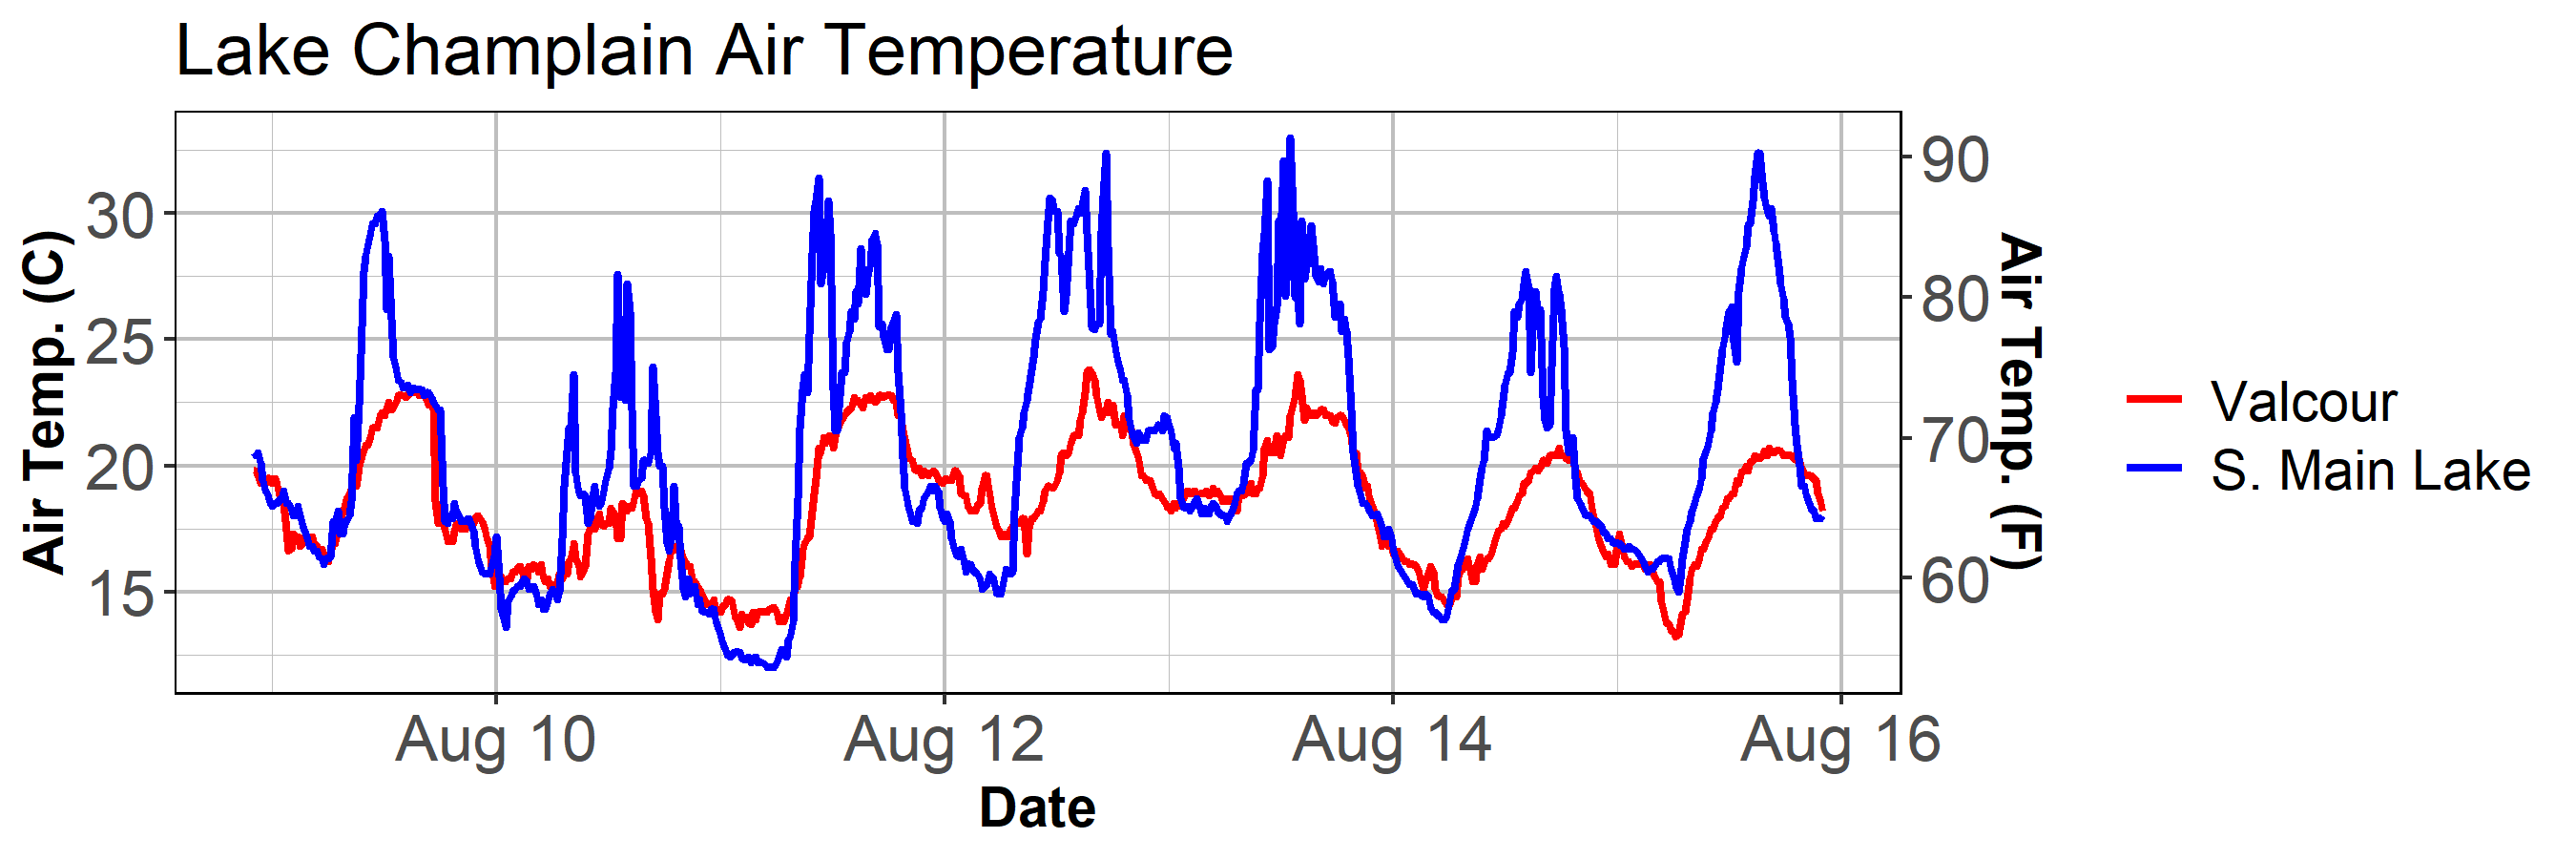 Lake Champlain Air Temperature
Air Temp. (C)
30
25
20
15
90
80
70
60
Air Temp. (F)
Aug 10
Aug 12
Aug 14
Aug 16
Date
Valcour
S. Main Lake